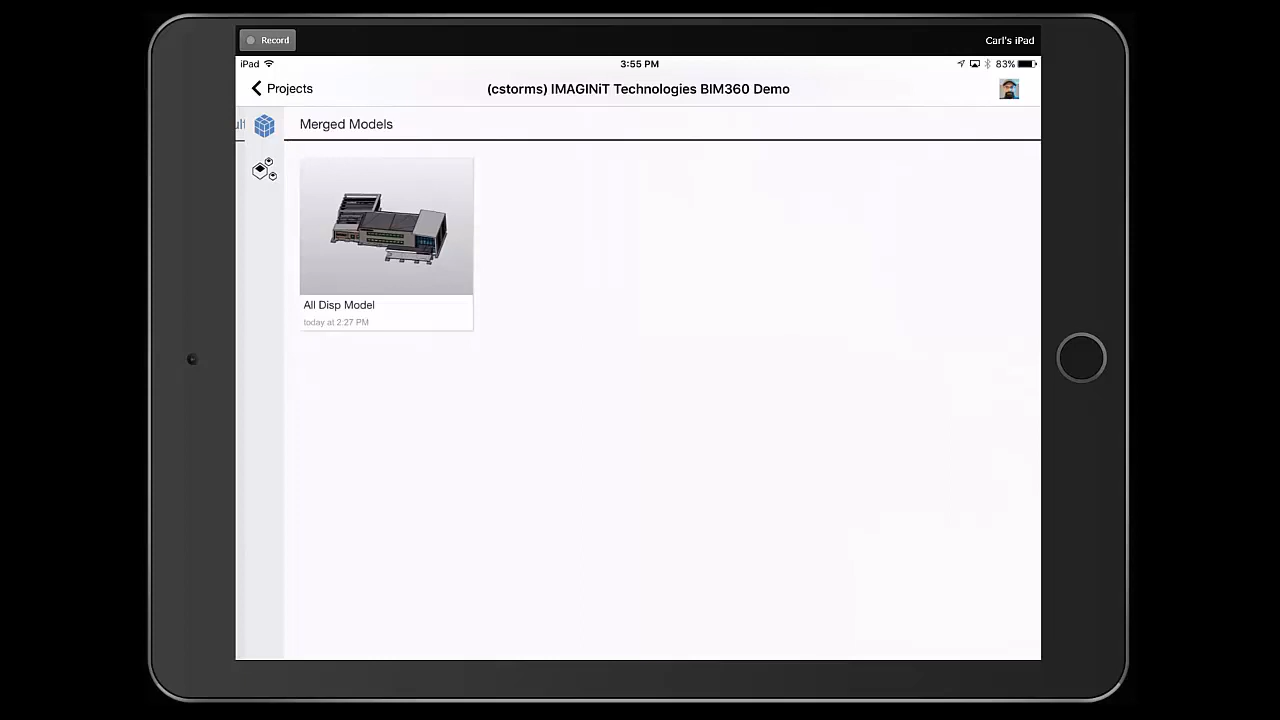 Record
Carl's iPad
iPad
3:55 PM
83%
Projects
(cstorms) IMAGINiT Technologies BIM360 Demo
Merged Models
All Disp Model
today at 2:27 PM